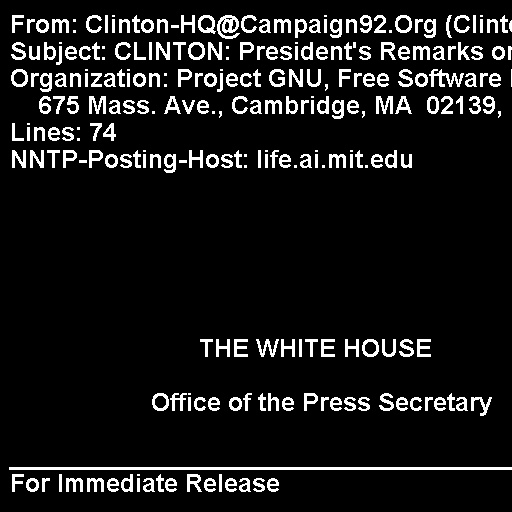 From: Clinton-HQ@Campaign92.Org (Clint
Subject: CLINTON: President's Remarks on
Organization: Project GNU, Free Software
675 Mass. Ave., Cambridge, MA 02139,
Lines: 74
NNTP-Posting-Host: life.ai.mit.edu
THE WHITE HOUSE
Office of the Press Secretary
For Immediate Release